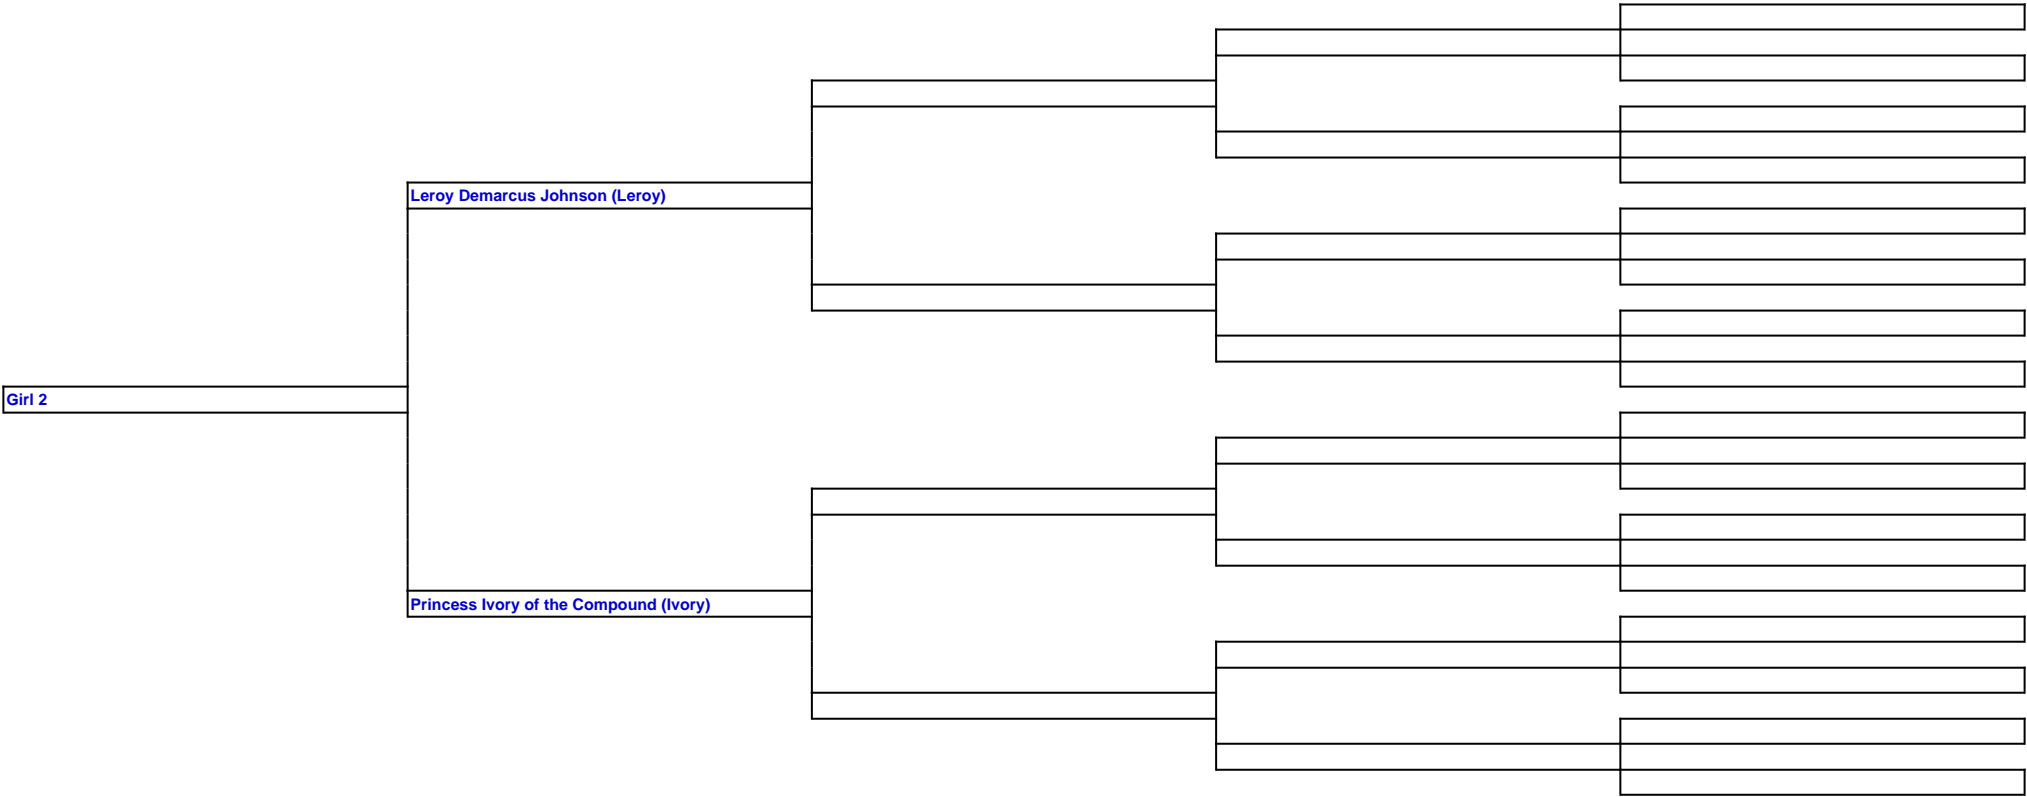 Leroy Demarcus Johnson (Leroy)
Girl 2
Princess Ivory of the Compound (Ivory)